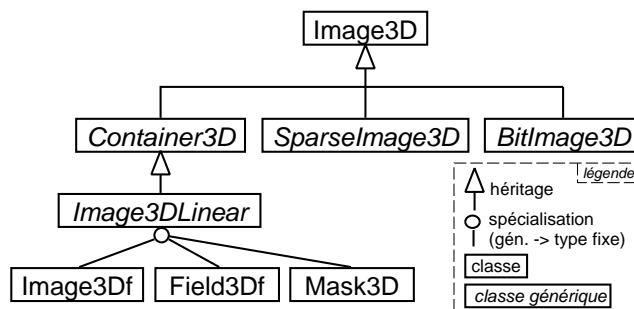 Image3D
Container3D SparseImage3D BitImage3D
Image3DLinear
Image3Df Field3Df Mask3D
légende
héritage
spécialisation
(gén. -> type fixe)
classe
classe générique